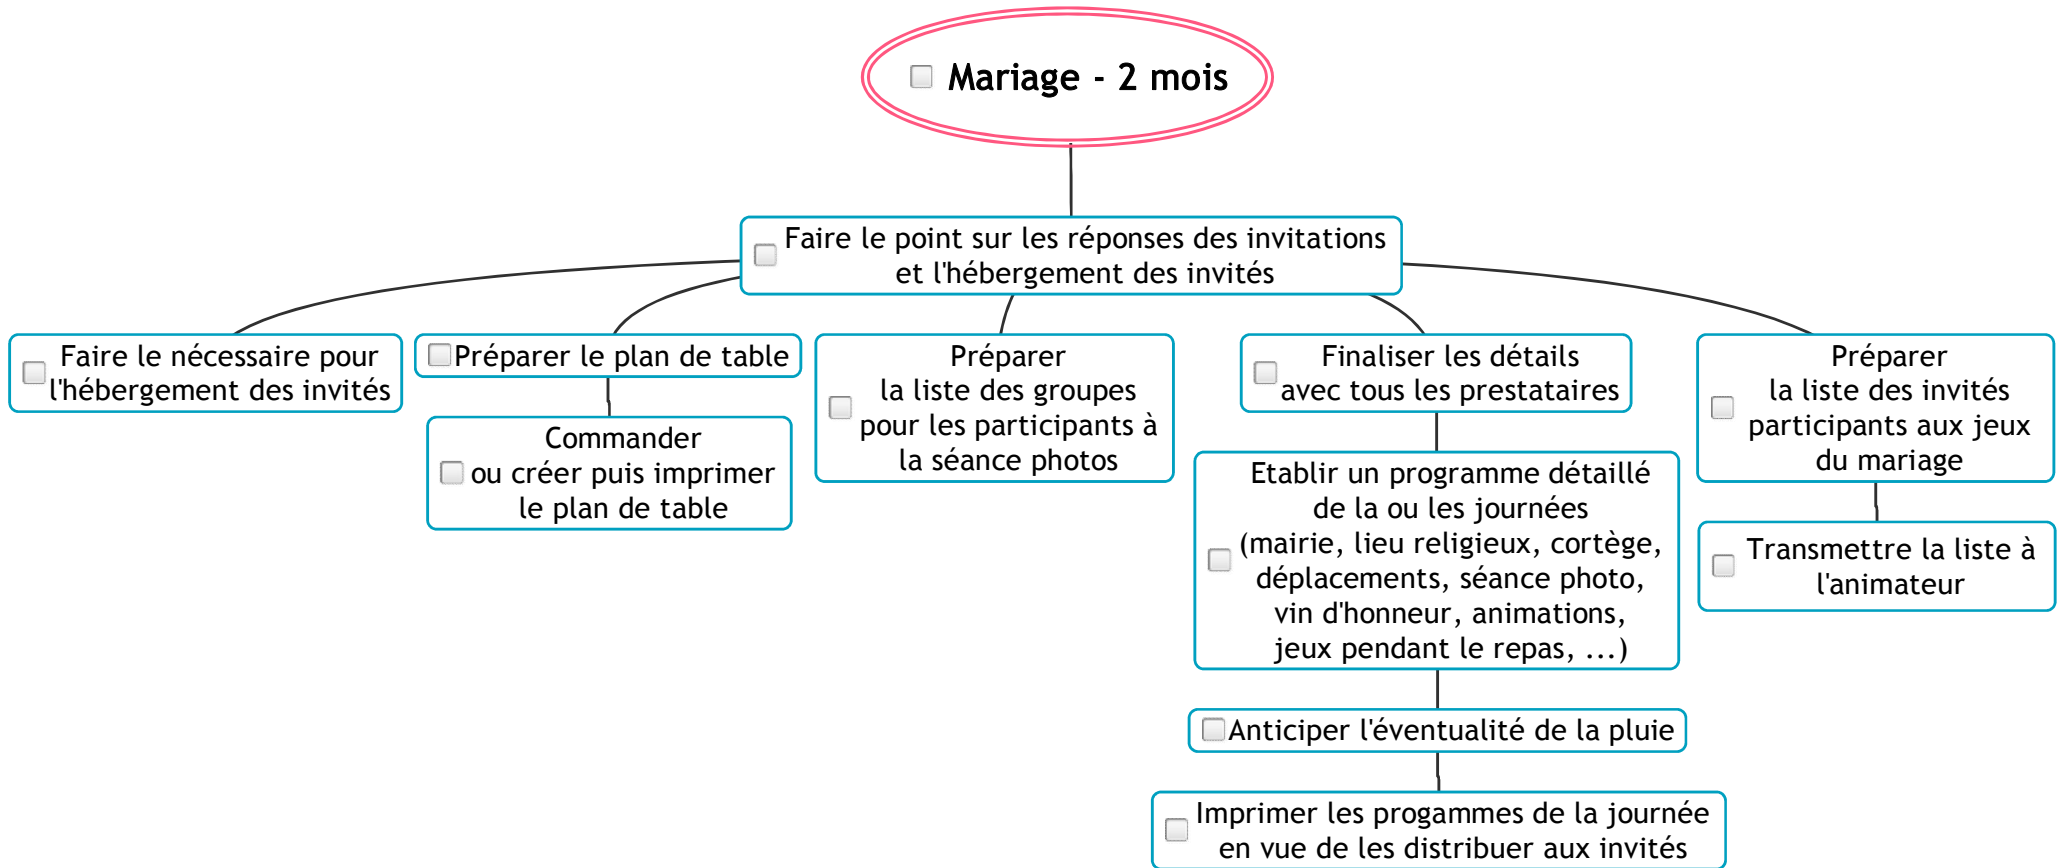 Mariage - 2 mois
Faire le point sur les réponses des invitations
et l'hébergement des invités
Faire le nécessaire pour
l'hébergement des invités
Préparer le plan de table
Commander
ou créer puis imprimer
le plan de table
Préparer
la liste des groupes
pour les participants à
la séance photos
Finaliser les détails
avec tous les prestataires
Etablir un programme détaillé
de la ou les journées
(mairie, lieu religieux, cortège,
déplacements, séance photo,
vin d'honneur, animations,
jeux pendant le repas, ...)
Anticiper l'éventualité de la pluie
Imprimer les progammes de la journée
en vue de les distribuer aux invités
Préparer
la liste des invités
participants aux jeux
du mariage
Transmettre la liste à
l'animateur